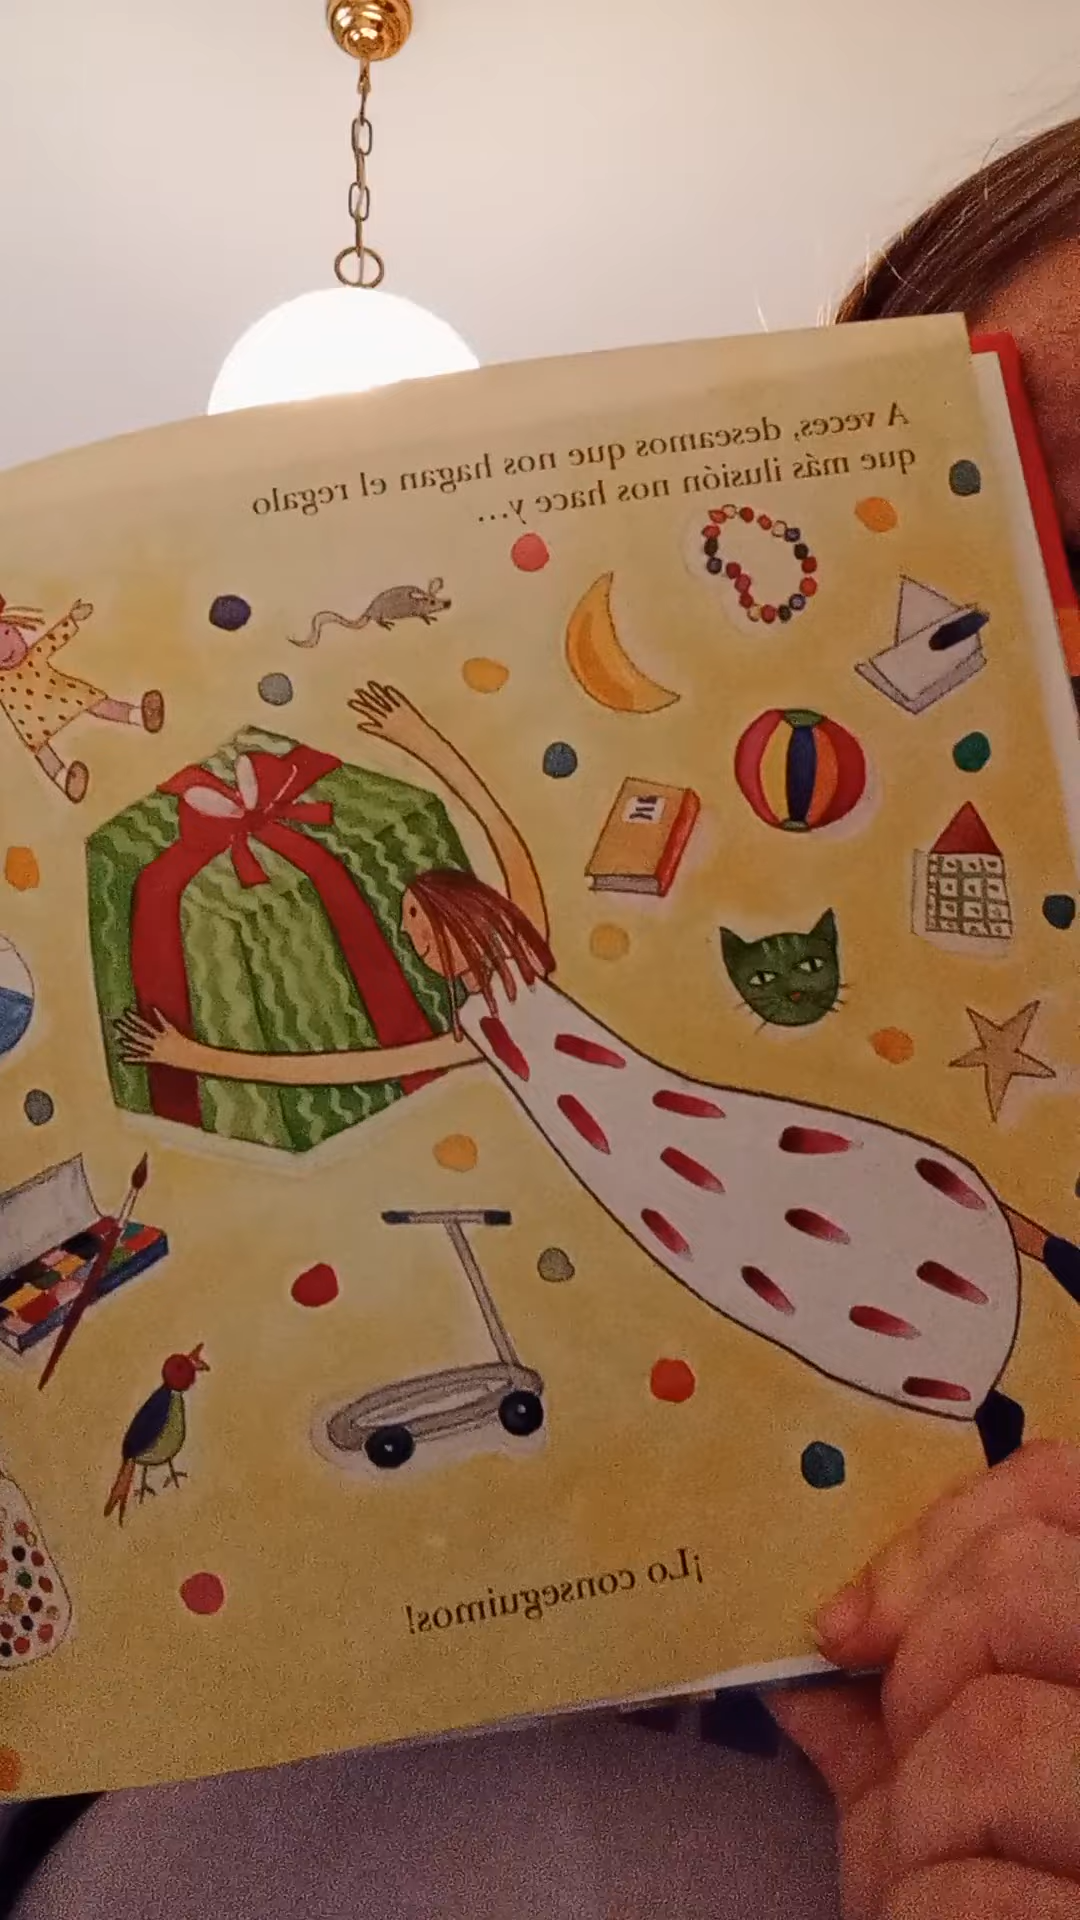 A veces, deseamos que nos hagan el regalo
que más ilusión nos hace y...
¡Lo conseguimos!